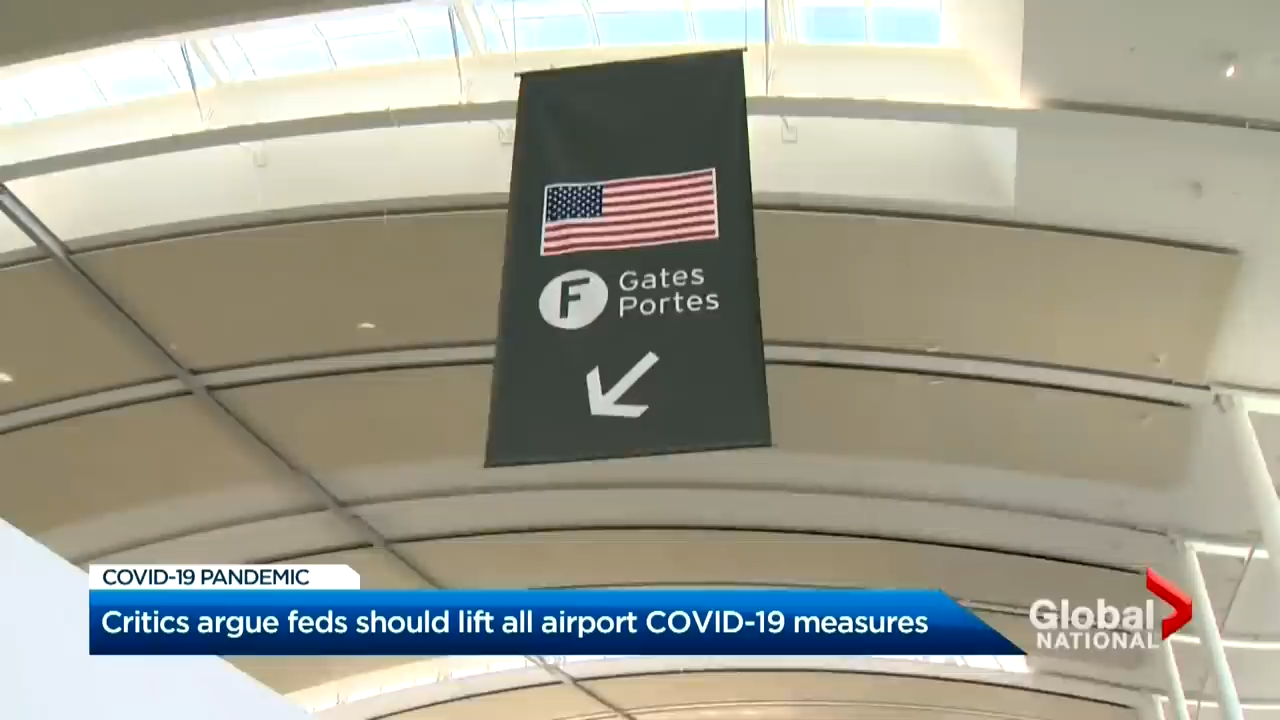 F
Gates
Portes
COVID-19 PANDEMIC
Critics argue feds should lift all airport COVID-19 measures
Global
NATIONAL